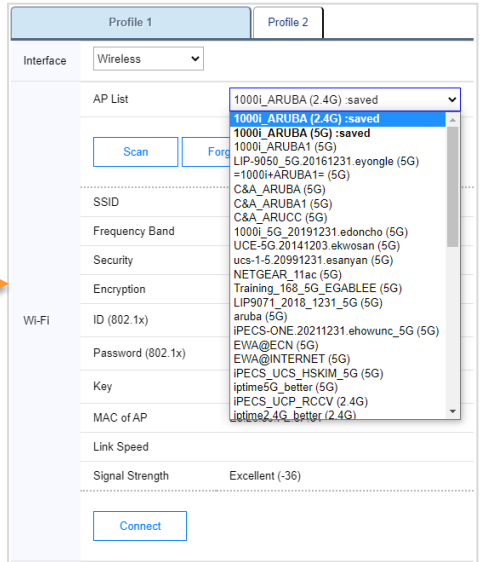 Profile 1
Profile 2
Interface
Wireless
AP List
1000i_ARUBA (2.4G) :saved
1000i_ARUBA (2.4G) :saved
1000i_ARUBA (5G) :saved
1000i_ARUBA1 (5G)
LIP-9050_5G.20161231.eyongle (5G)
=1000i+ARUBA1= (5G)
C&A_ARUBA (5G)
C&A_ARUBA1 (5G)
C&A_ARUCC (5G)
1000i_5G_20191231.edoncho (5G)
UCE-5G.20141203.ekwosan (5G)
ucs-1-5.20991231.esanyan (5G)
NETGEAR_11ac (5G)
Training_168_5G_EGABLEE (5G)
LIP9071_2018_1231_5G (5G)
aruba (5G)
iPECS-ONE.20211231.ehowunc_5G (5G)
EWA@ECN (5G)
EWA@INTERNET (5G)
iPECS_UCS_HSKIM_5G (5G)
iptime5G_better (5G)
iPECS_UCP_RCCV (2.4G)
iptime2.4G_better (2.4G)
Scan
Forg
SSID
Frequency Band
Security
Encryption
Wi-Fi
ID (802.1x)
Password (802.1x)
Key
MAC of AP
Link Speed
Signal Strength
Excellent (-36)
Connect